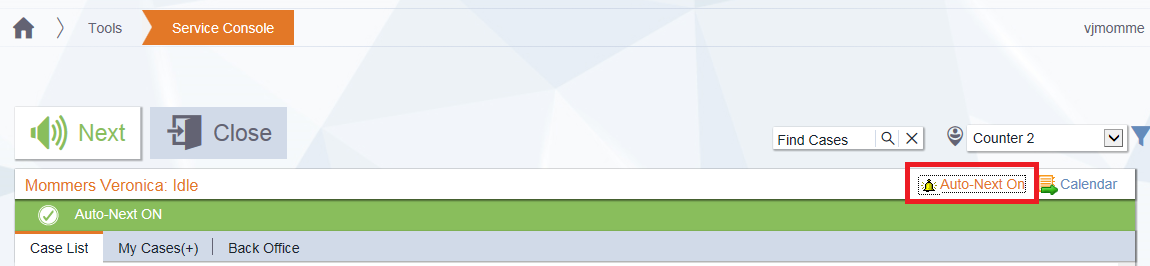 Tools
Service Console
vjmomme
Next
Close
Find Cases
Counter 2
Mommers Veronica: Idle
Auto-Next On
Calendar
Auto-Next ON
Case List
My Cases(+)
Back Office